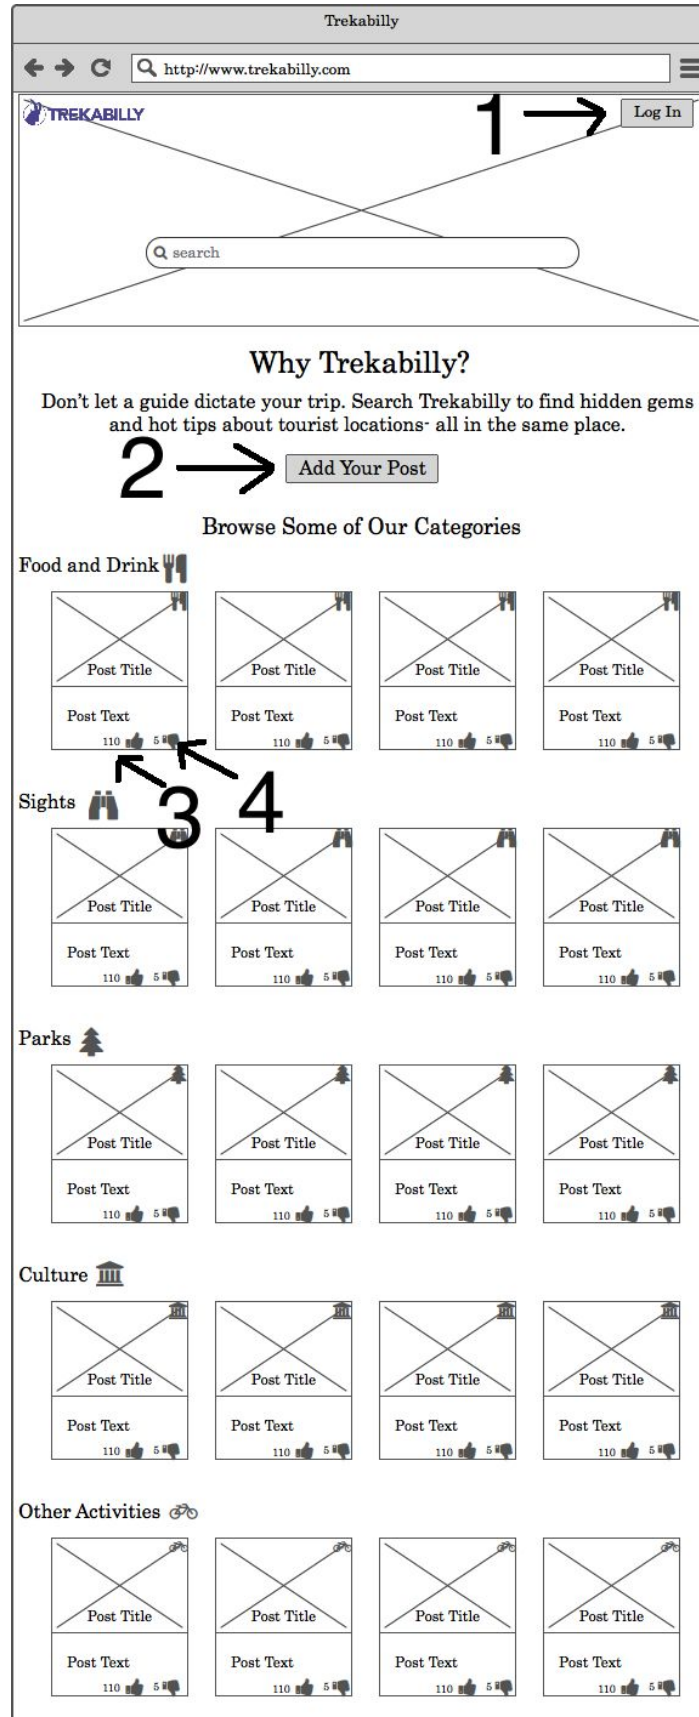 Trekabilly
http://www.trekabilly.com
TREKABILLY
1
Log In
search
Why Trekabilly?
Don't let a guide dictate your trip. Search Trekabilly to find hidden gems
and hot tips about tourist locations- all in the same place.
2
Add Your Post
Browse Some of Our Categories
Food and Drink
Post Title Post Title Post Title Post Title
Post Text Post Text Post Text Post Text
110 5 110 5 110 5 110 5
3 4
Sights
Post Title Post Title Post Title Post Title
Post Text Post Text Post Text Post Text
110 5 110 5 110 5 110 5
Parks
Post Title Post Title Post Title Post Title
Post Text Post Text Post Text Post Text
110 5 110 5 110 5 110 5
Culture
Post Title Post Title Post Title Post Title
Post Text Post Text Post Text Post Text
110 5 110 5 110 5 110 5
Other Activities
Post Title Post Title Post Title Post Title
Post Text Post Text Post Text Post Text
110 5 110 5 110 5 110 5